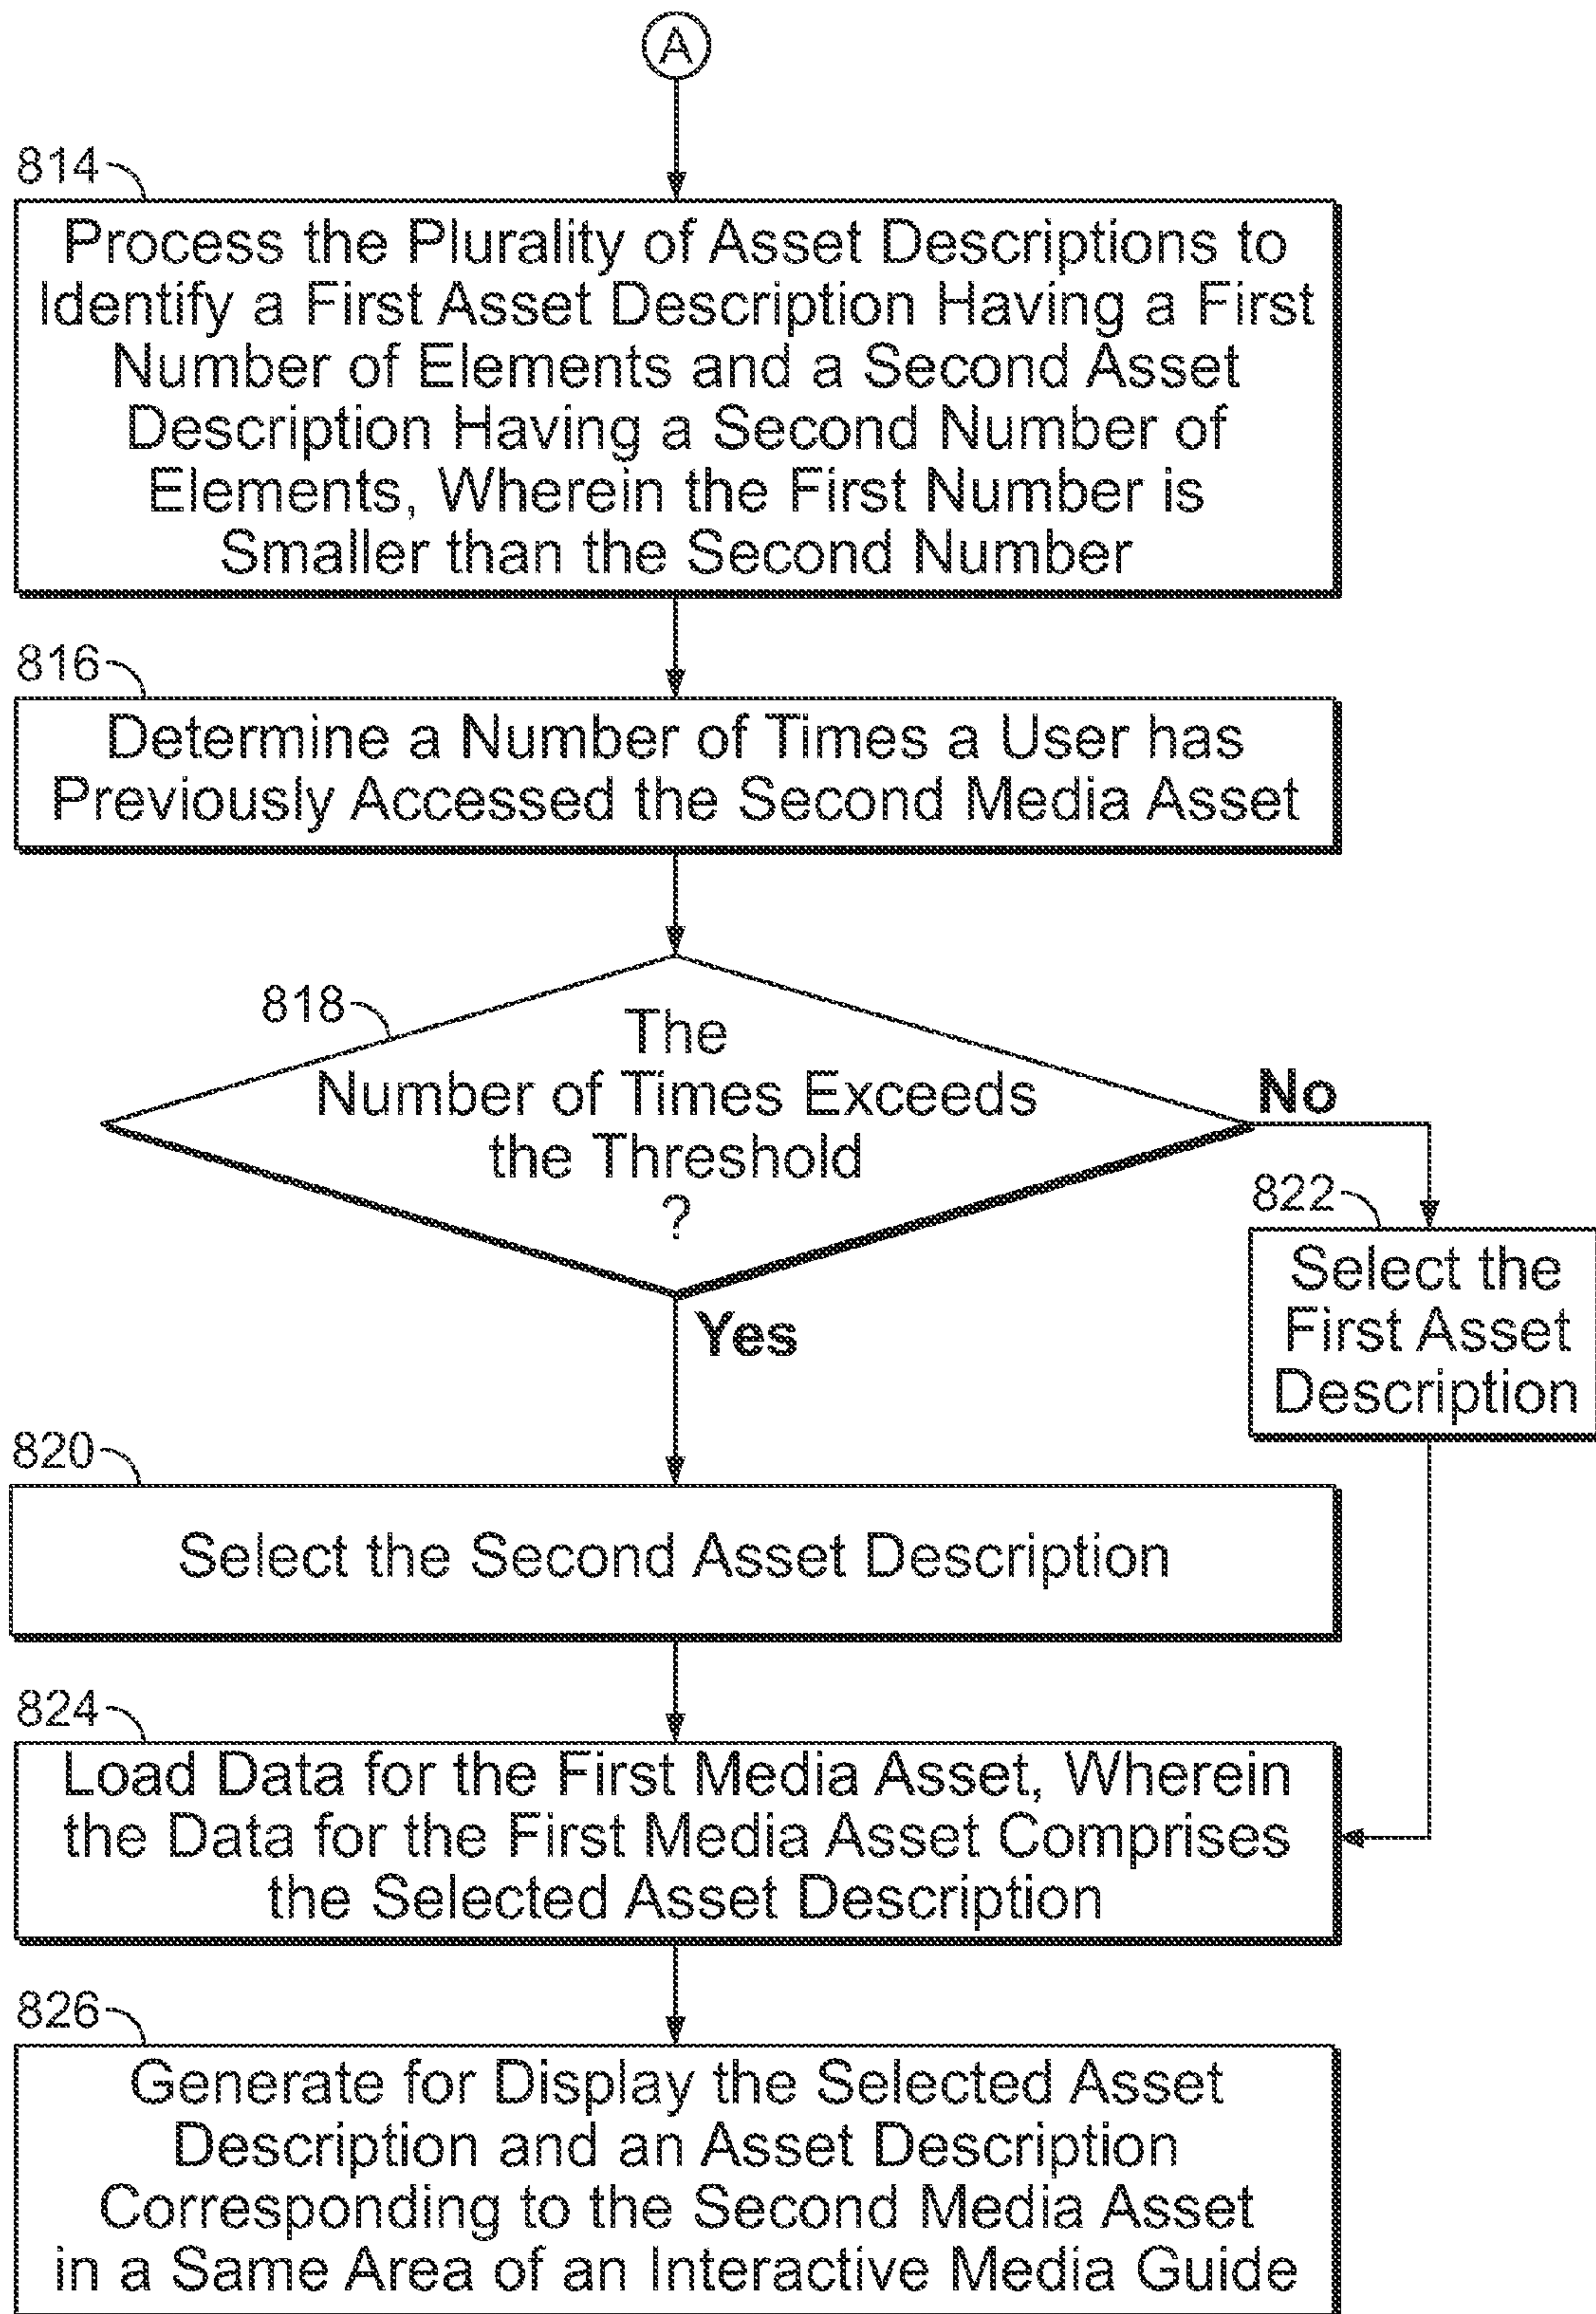 A
814
Process the Plurality of Asset Descriptions to
Identify a First Asset Description Having a First
Number of Elements and a Second Asset
Description Having a Second Number of
Elements, Wherein the First Number is
Smaller than the Second Number
816
Determine a Number of Times a User has
Previously Accessed the Second Media Asset
818
The
Number of Times Exceeds
the Threshold
?
No
Yes
822
Select the
First Asset
Description
820
Select the Second Asset Description
824
Load Data for the First Media Asset, Wherein
the Data for the First Media Asset Comprises
the Selected Asset Description
826
Generate for Display the Selected Asset
Description and an Asset Description
Corresponding to the Second Media Asset
in a Same Area of an Interactive Media Guide